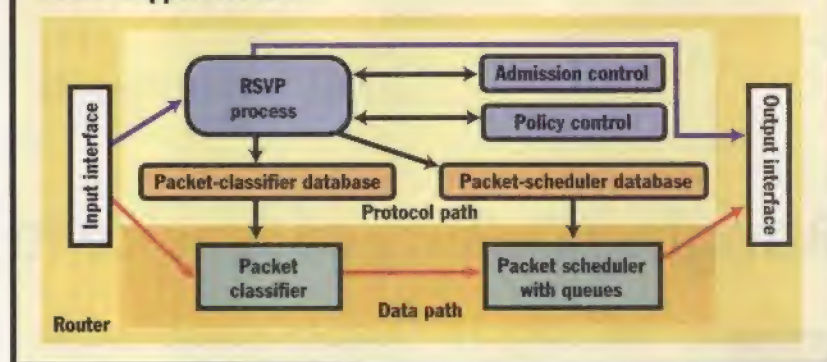 RSVP
process
Admission control
Policy control
Input interface
Output interface
Packet-classifier database
Packet-scheduler database
Protocol path
Packet
classifier
Packet scheduler
with queues
Data path
Router